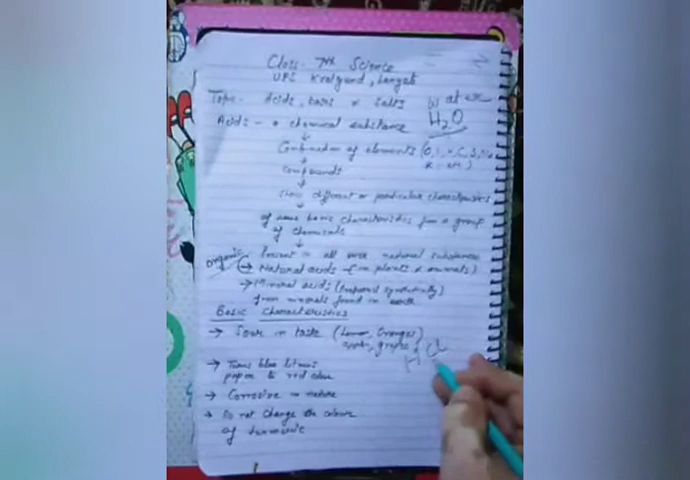 Class- 7th Science
UPS Kralgund, Langate
Topic- Acids, bases & Salts
Water
H2O
Acids:- a chemical substance
Combination of elements (O,
compounds
Show different or particular characteristics
of same basic characteristics form a group
of chemicals
Present in all over natural substances
organic
Natural acids (in plants & animals)
Mineral acids (Prepared synthetically)
from minerals found in earth
Basic Characteristics
→ Sour in taste (Lemon, Oranges)
apple, grapes
HCl
→ Turns blue litmus
paper to red colour
→ Corrosive in nature
→ Do not change the colour
of turmeric